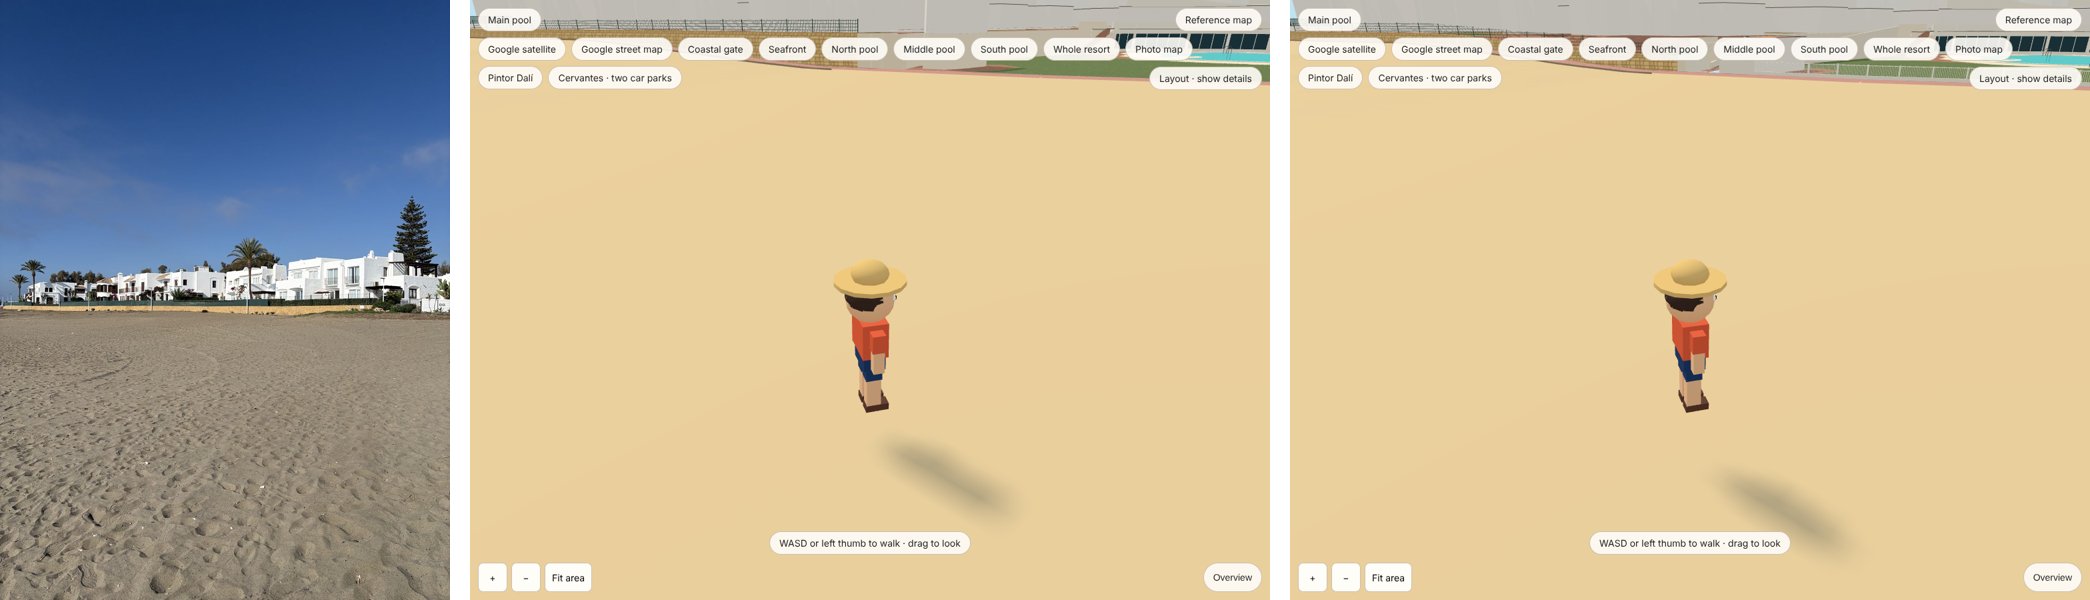 Main pool
Reference map
Google satellite
Google street map
Coastal gate
Seafront
North pool
Middle pool
South pool
Whole resort
Photo map
Pintor Dalí
Cervantes · two car parks
Layout · show details
WASD or left thumb to walk · drag to look
+
−
Fit area
Overview
Main pool
Reference map
Google satellite
Google street map
Coastal gate
Seafront
North pool
Middle pool
South pool
Whole resort
Photo map
Pintor Dalí
Cervantes · two car parks
Layout · show details
WASD or left thumb to walk · drag to look
+
−
Fit area
Overview